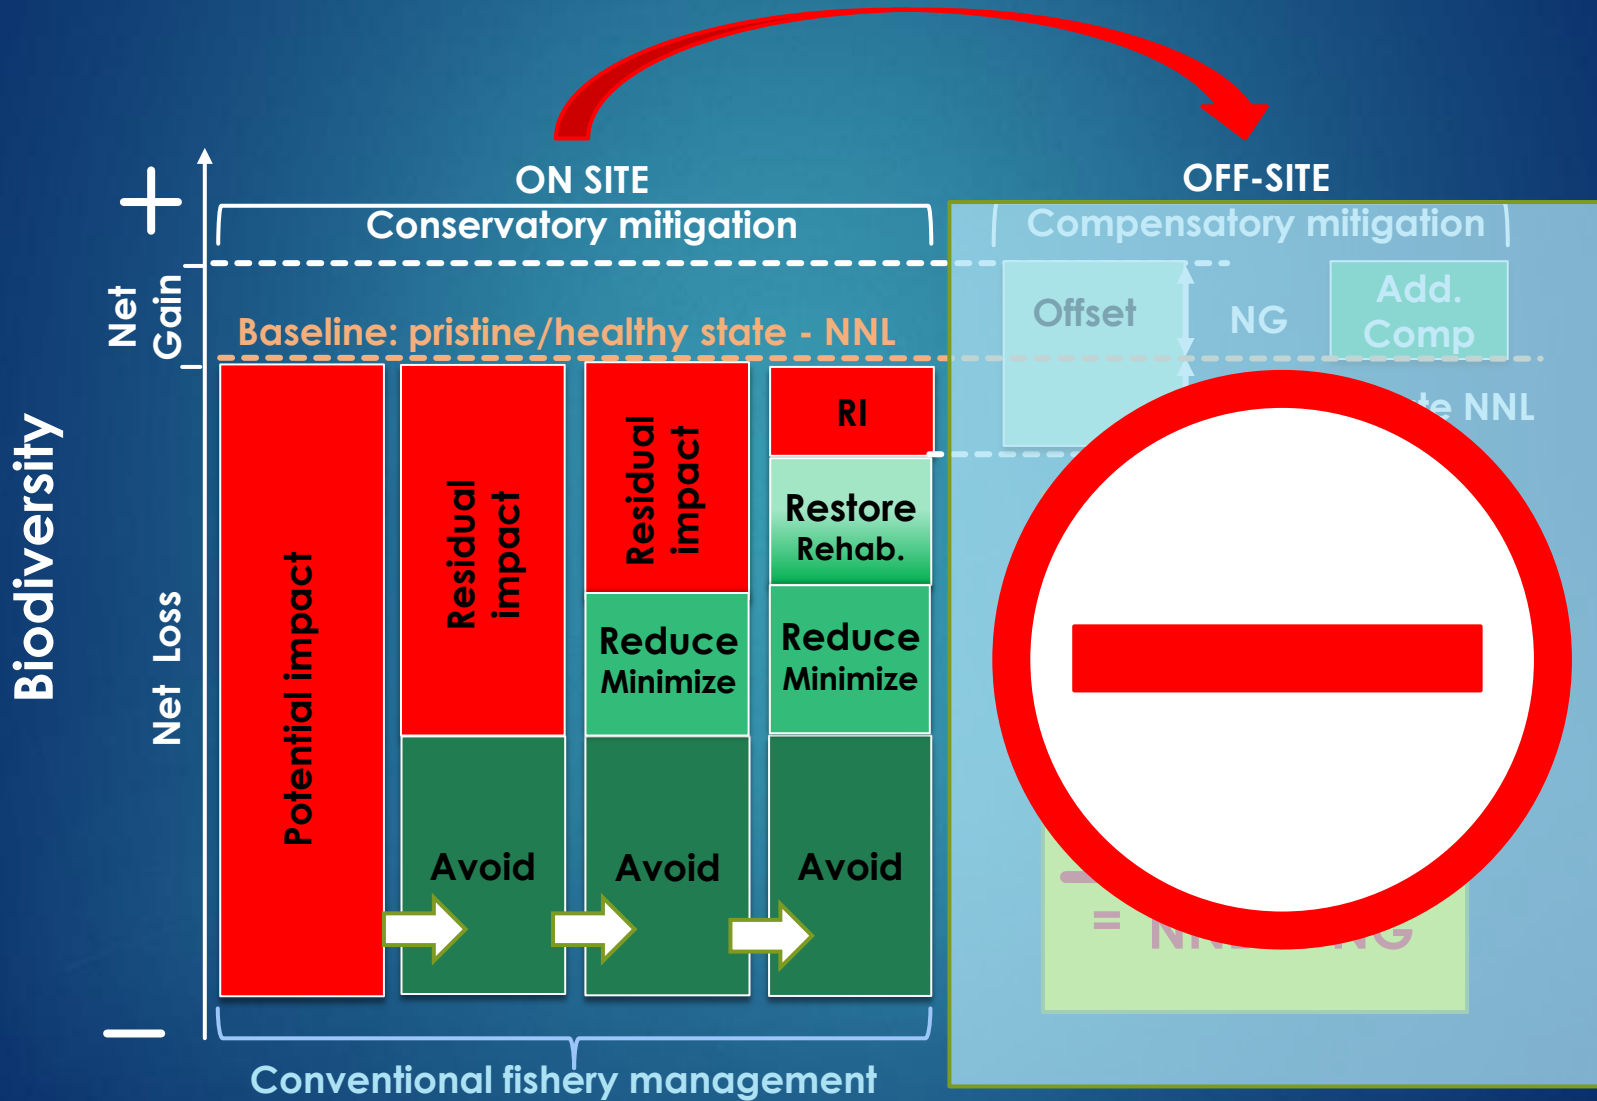 ON SITE
OFF-SITE
Conservatory mitigation
Compensatory mitigation
Net
Gain
Baseline: pristine/healthy state - NNL
Offset
NG
Add.
Comp
NNL
Biodiversity
Net Loss
Potential impact
Residual
impact
Residual
impact
RI
Restore
Rehab.
Reduce
Minimize
Reduce
Minimize
Avoid
Avoid
Avoid
=
NG
Conventional fishery management